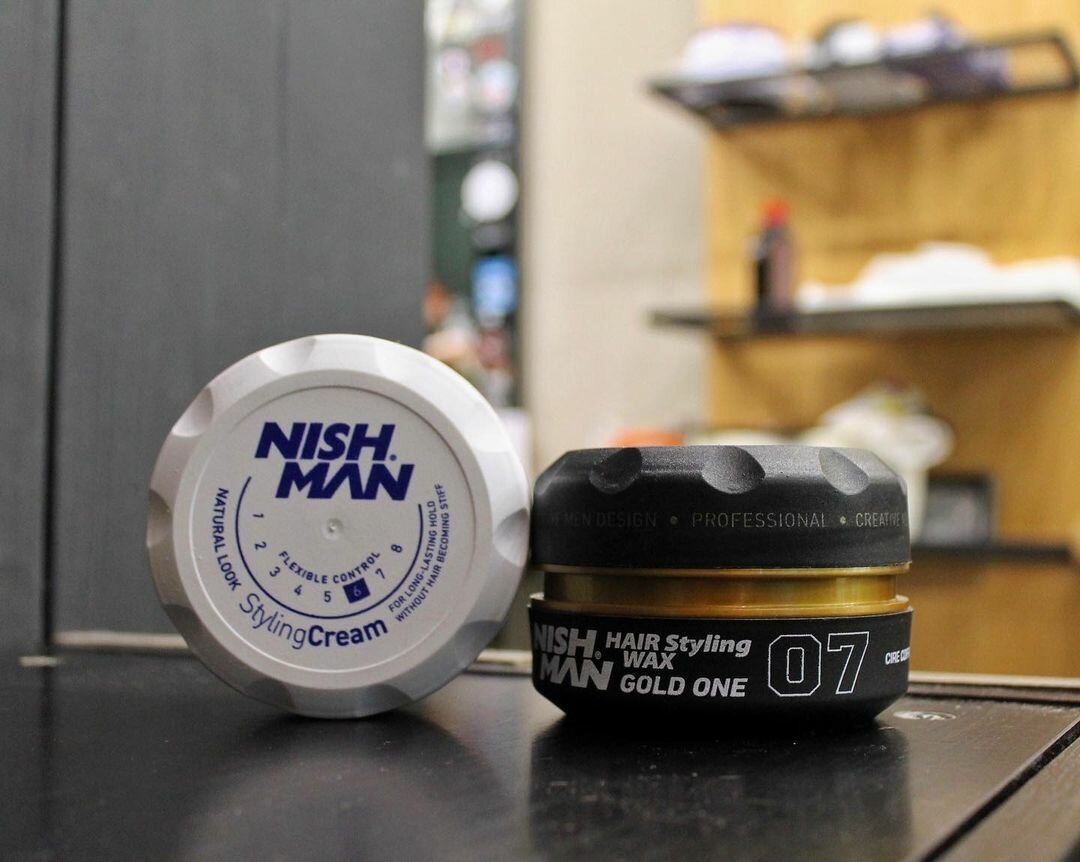 NISH
MAN
NATURAL LOOK
1 2 3 4 5 6 7 8
FLEXIBLE CONTROL
FOR LONG-LASTING HOLD
WITHOUT HAIR BECOMING STIFF
StylingCream
MEN DESIGN • PROFESSIONAL • CREATIVE
NISH
MAN
HAIR Styling
WAX
GOLD ONE
07
CIRE